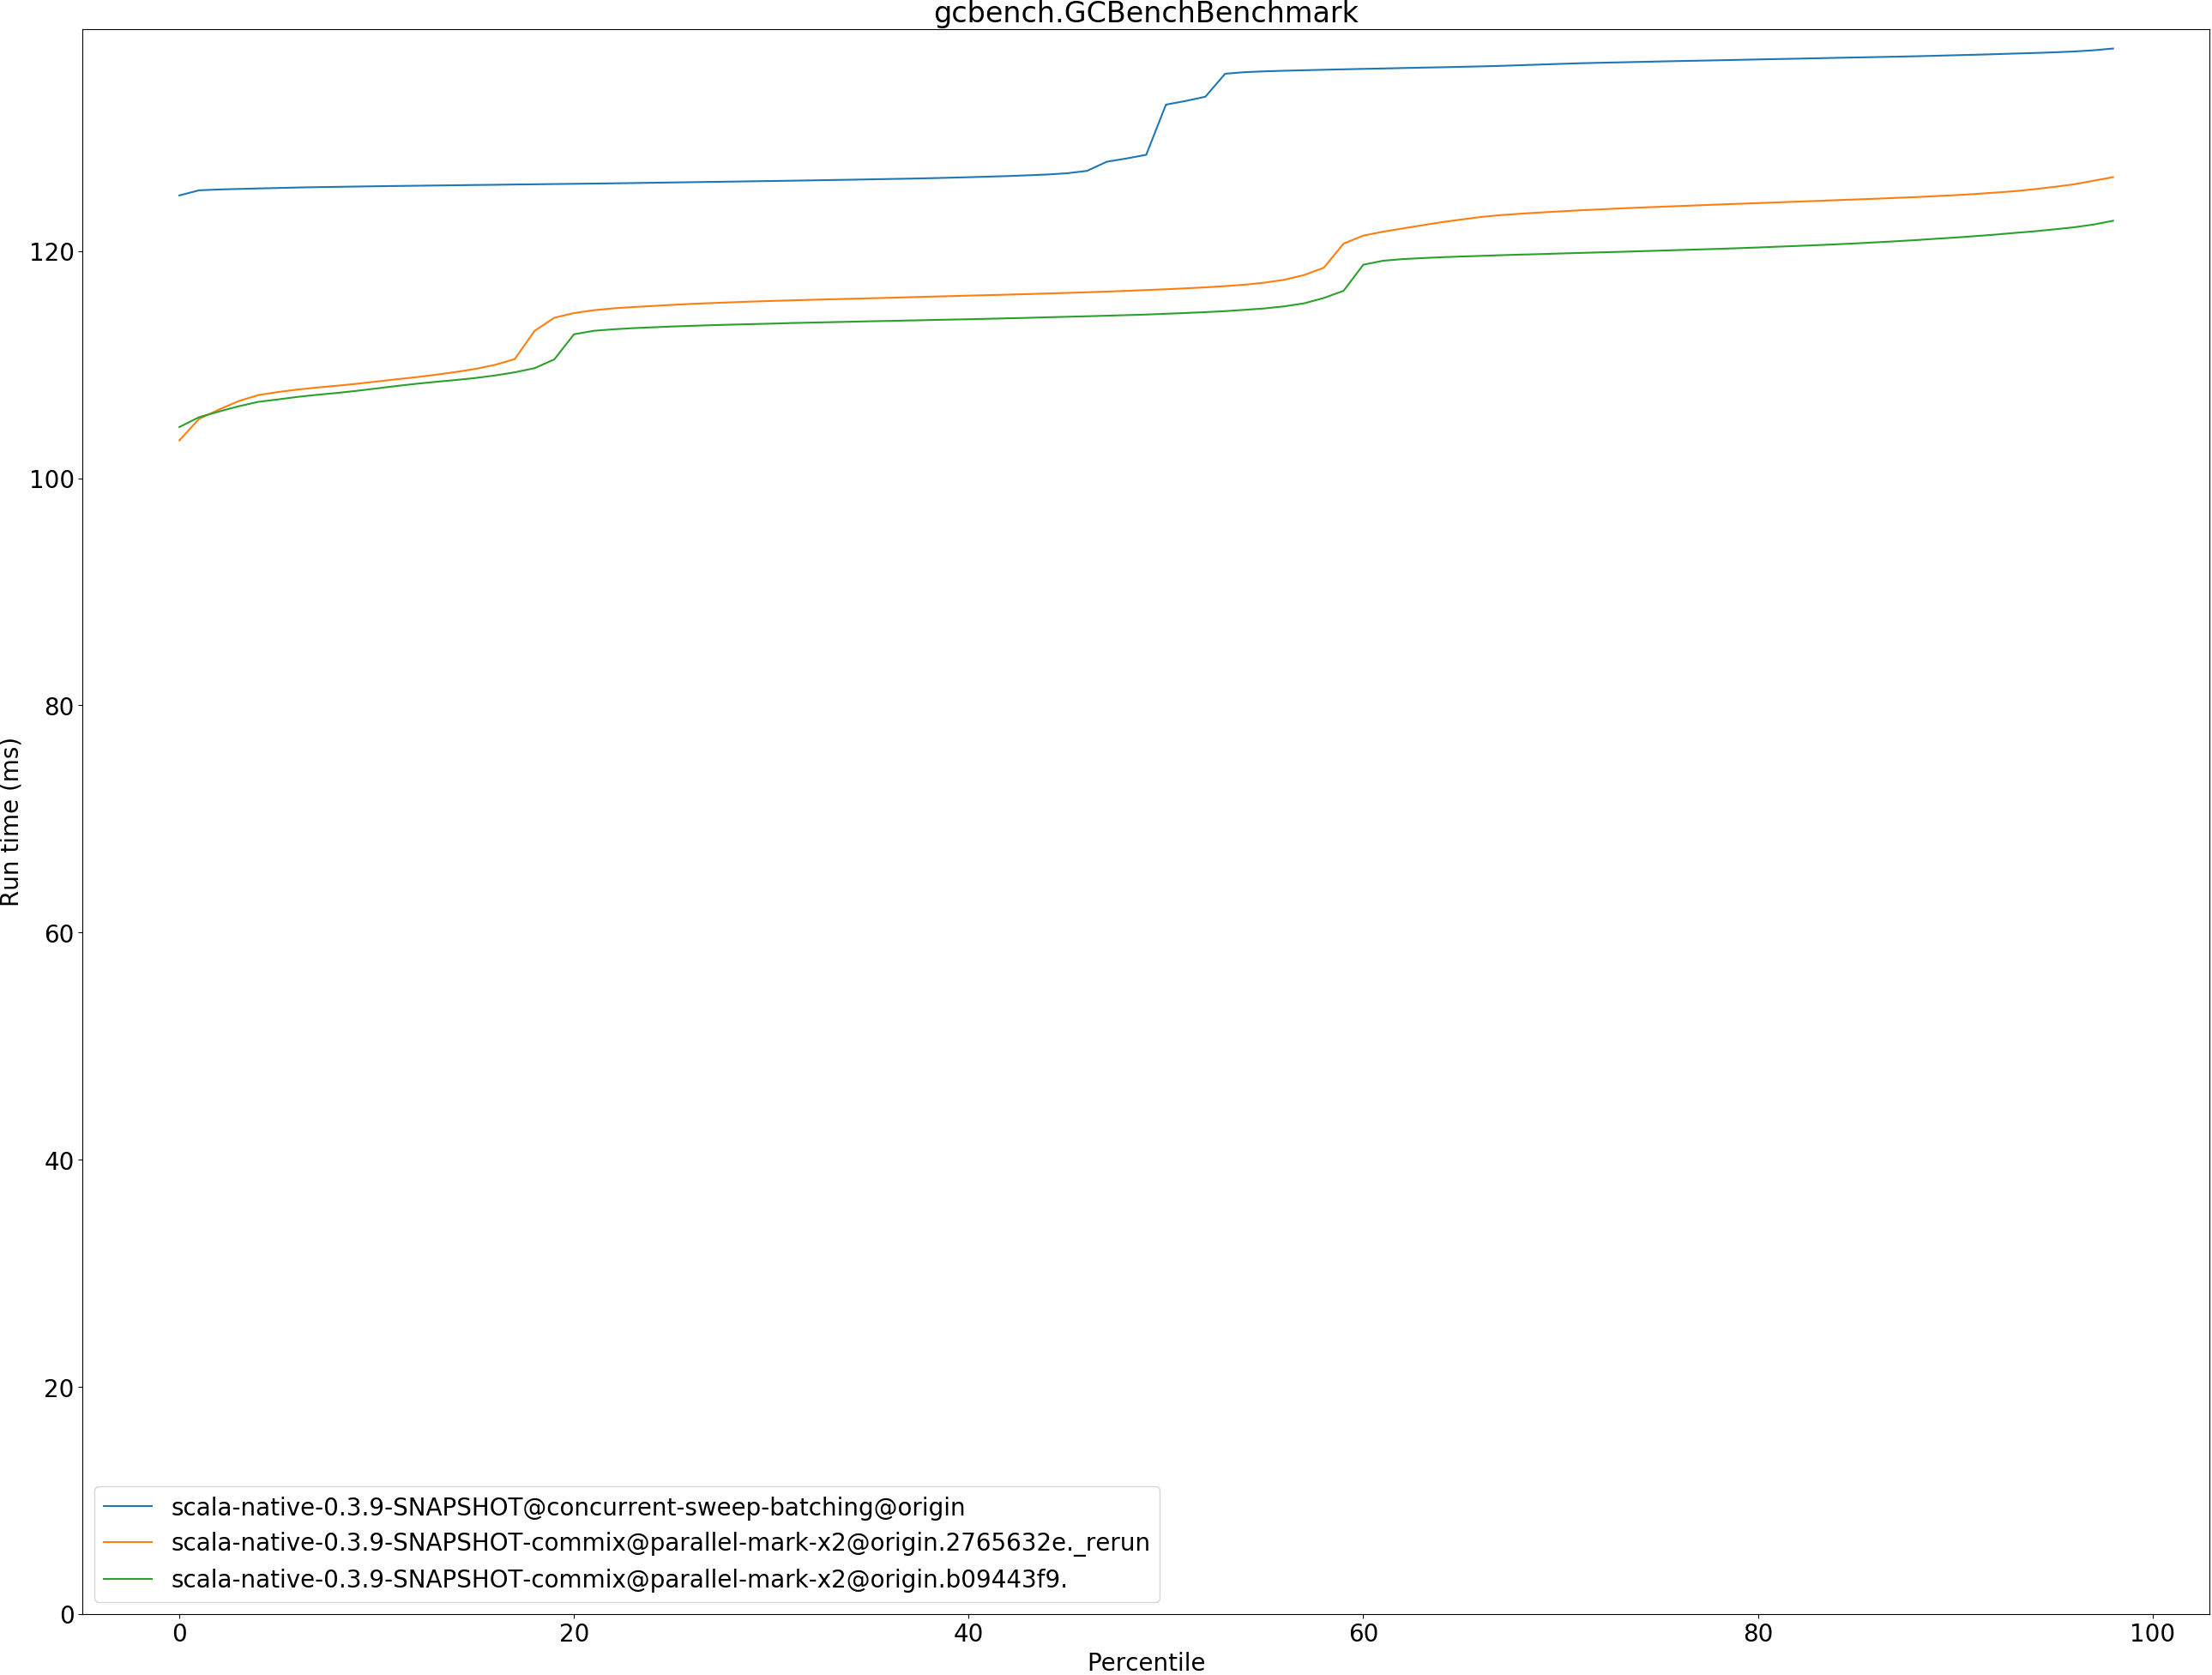 gcbench.GCBenchBenchmark
Run time (ms)
120
100
80
60
40
20
0
scala-native-0.3.9-SNAPSHOT@concurrent-sweep-batching@origin
scala-native-0.3.9-SNAPSHOT-commix@parallel-mark-x2@origin.2765632e._rerun
scala-native-0.3.9-SNAPSHOT-commix@parallel-mark-x2@origin.b09443f9.
0 20 40 60 80 100
Percentile